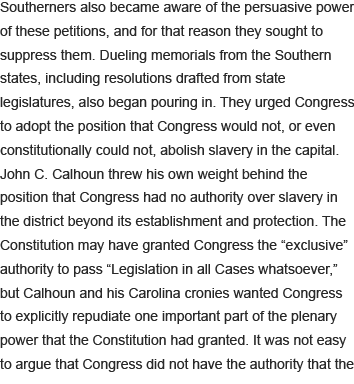 Southerners also became aware of the persuasive power
of these petitions, and for that reason they sought to
suppress them. Dueling memorials from the Southern
states, including resolutions drafted from state
legislatures, also began pouring in. They urged Congress
to adopt the position that Congress would not, or even
constitutionally could not, abolish slavery in the capital.
John C. Calhoun threw his own weight behind the
position that Congress had no authority over slavery in
the district beyond its establishment and protection. The
Constitution may have granted Congress the “exclusive”
authority to pass “Legislation in all Cases whatsoever,”
but Calhoun and his Carolina cronies wanted Congress
to explicitly repudiate one important part of the plenary
power that the Constitution had granted. It was not easy
to argue that Congress did not have the authority that the